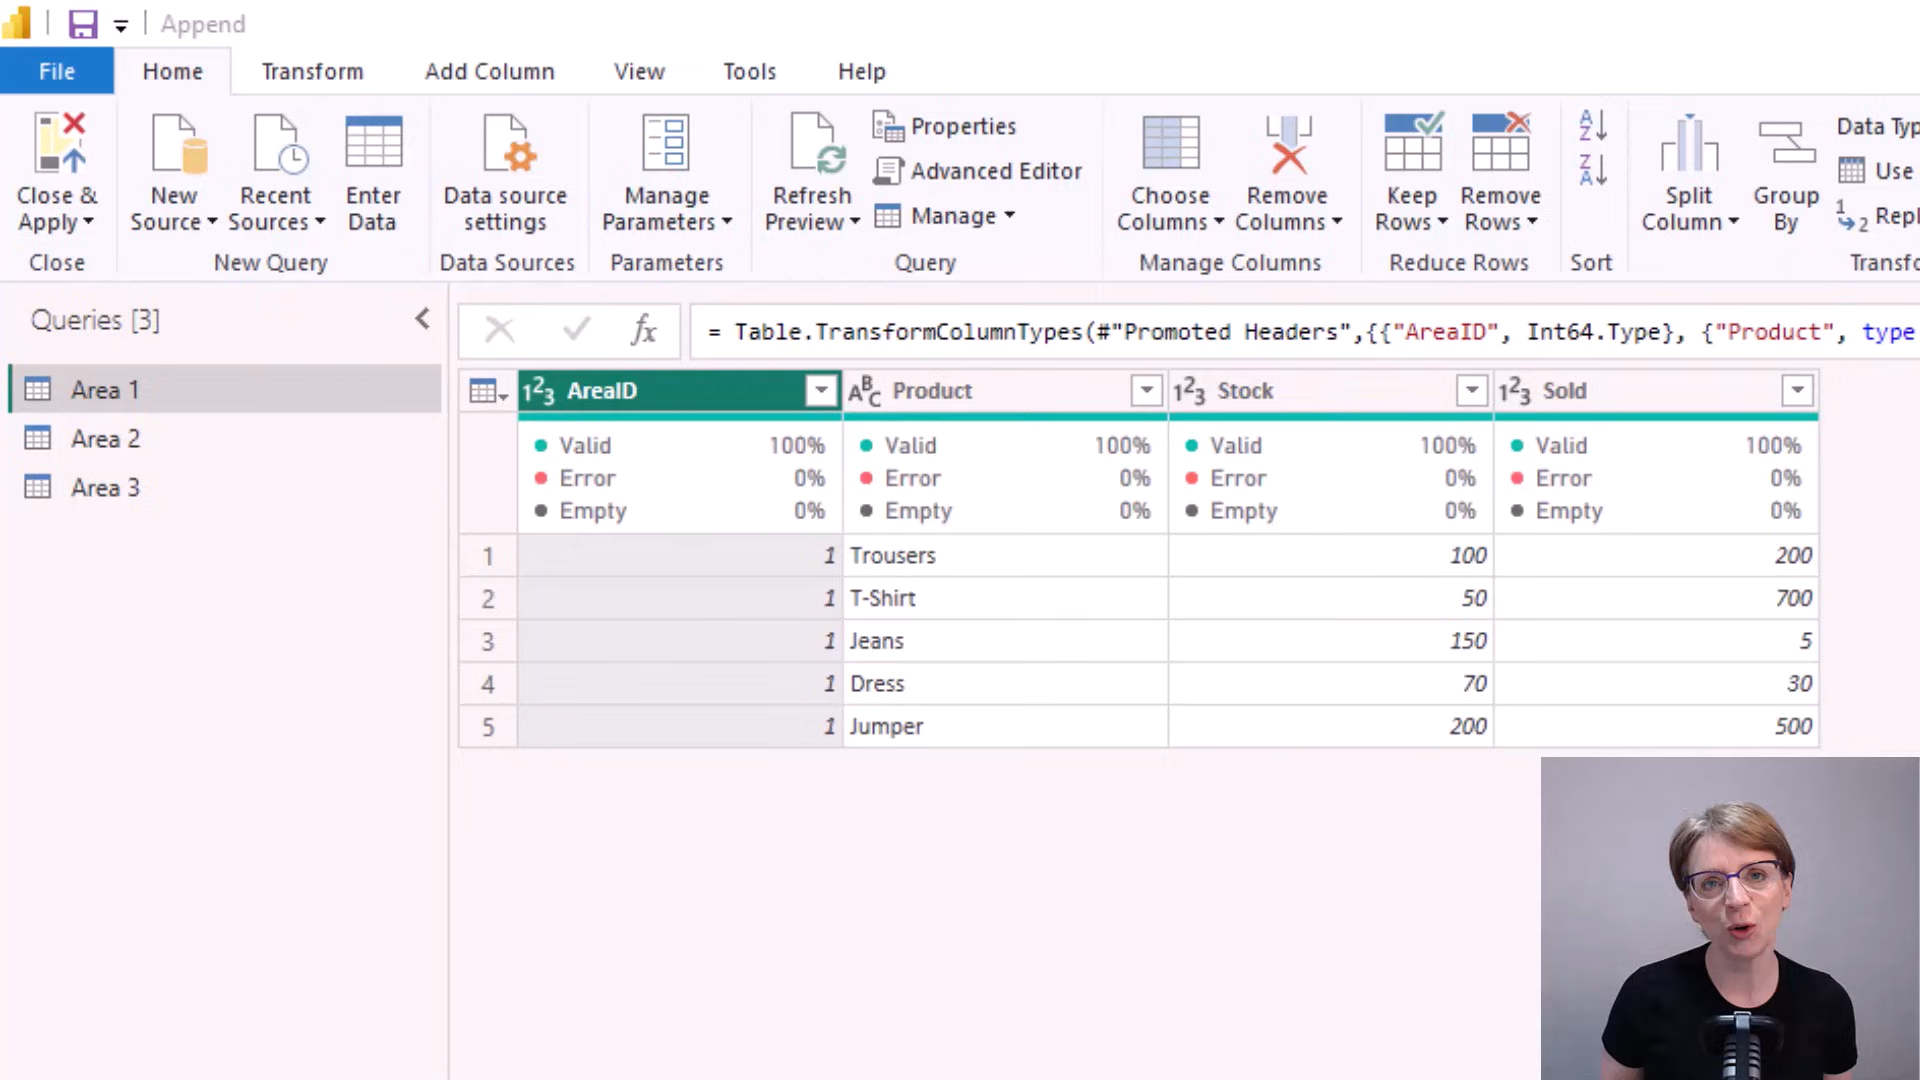 Append
File Home Transform Add Column View Tools Help
Close &
Apply
New
Source
Recent
Sources
Enter
Data
Data source
settings
Manage
Parameters
Refresh
Preview
Properties
Advanced Editor
Manage
Choose
Columns
Remove
Columns
Keep
Rows
Remove
Rows
Split
Column
Group
By
Data Typ
Use
Repl
Close New Query Data Sources Parameters Query Manage Columns Reduce Rows Sort Transfo
Queries [3]
Area 1
Area 2
Area 3
fx = Table.TransformColumnTypes(#"Promoted Headers",{{"AreaID", Int64.Type}, {"Product", type
123 AreaID ABC Product 123 Stock 123 Sold
Valid 100% Valid 100% Valid 100% Valid 100%
Error 0% Error 0% Error 0% Error 0%
Empty 0% Empty 0% Empty 0% Empty 0%
1 1 Trousers 100 200
2 1 T-Shirt 50 700
3 1 Jeans 150 5
4 1 Dress 70 30
5 1 Jumper 200 500